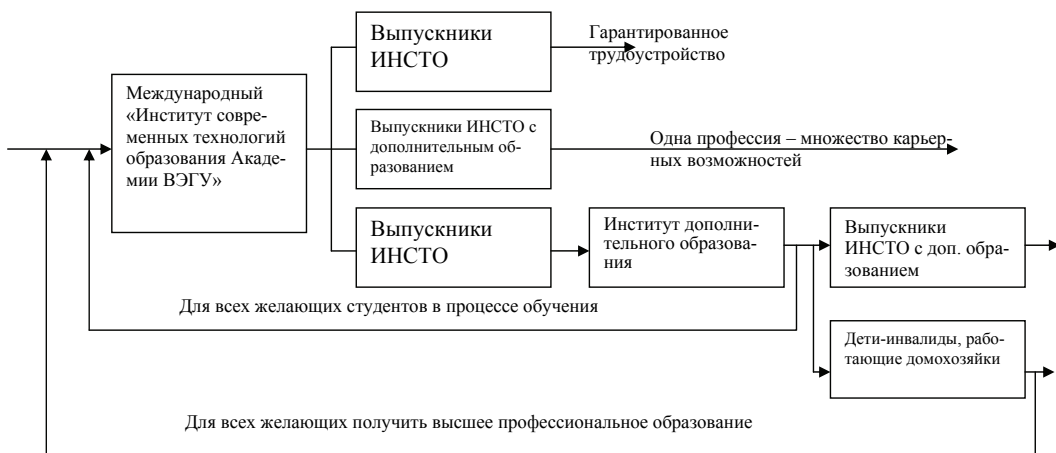 Выпускники
ИНСТО
Гарантированное
трудоустройство
Международный
«Институт совре-
менных технологий
образования Акаде-
мии ВЭГУ»
Выпускники ИНСТО с
дополнительным об-
разованием
Одна профессия – множество карьер-
ных возможностей
Выпускники
ИНСТО
Институт дополни-
тельного образова-
ния
Выпускники
ИНСТО с доп. обра-
зованием
Для всех желающих студентов в процессе обучения
Дети-инвалиды, рабо-
тающие домохозяйки
Для всех желающих получить высшее профессиональное образование